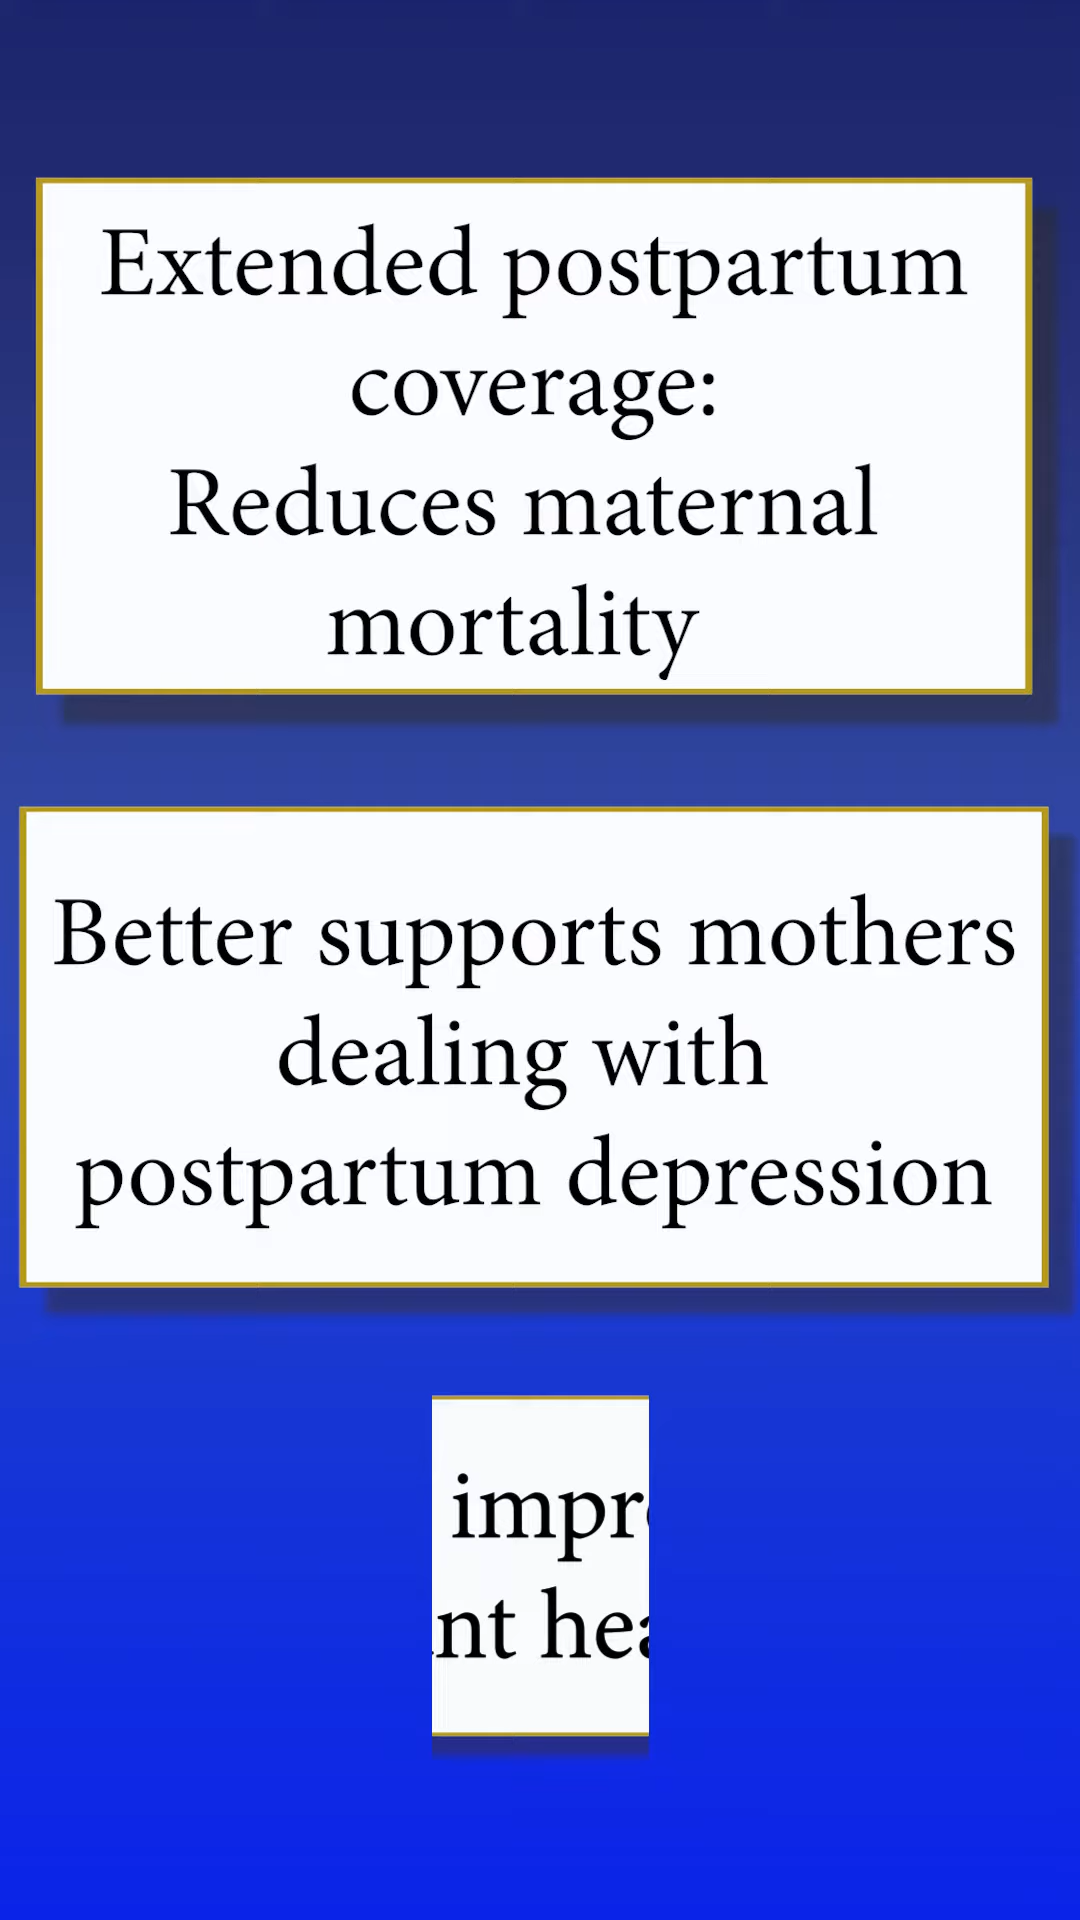 Extended postpartum
coverage:
Reduces maternal
mortality
Better supports mothers
dealing with
postpartum depression